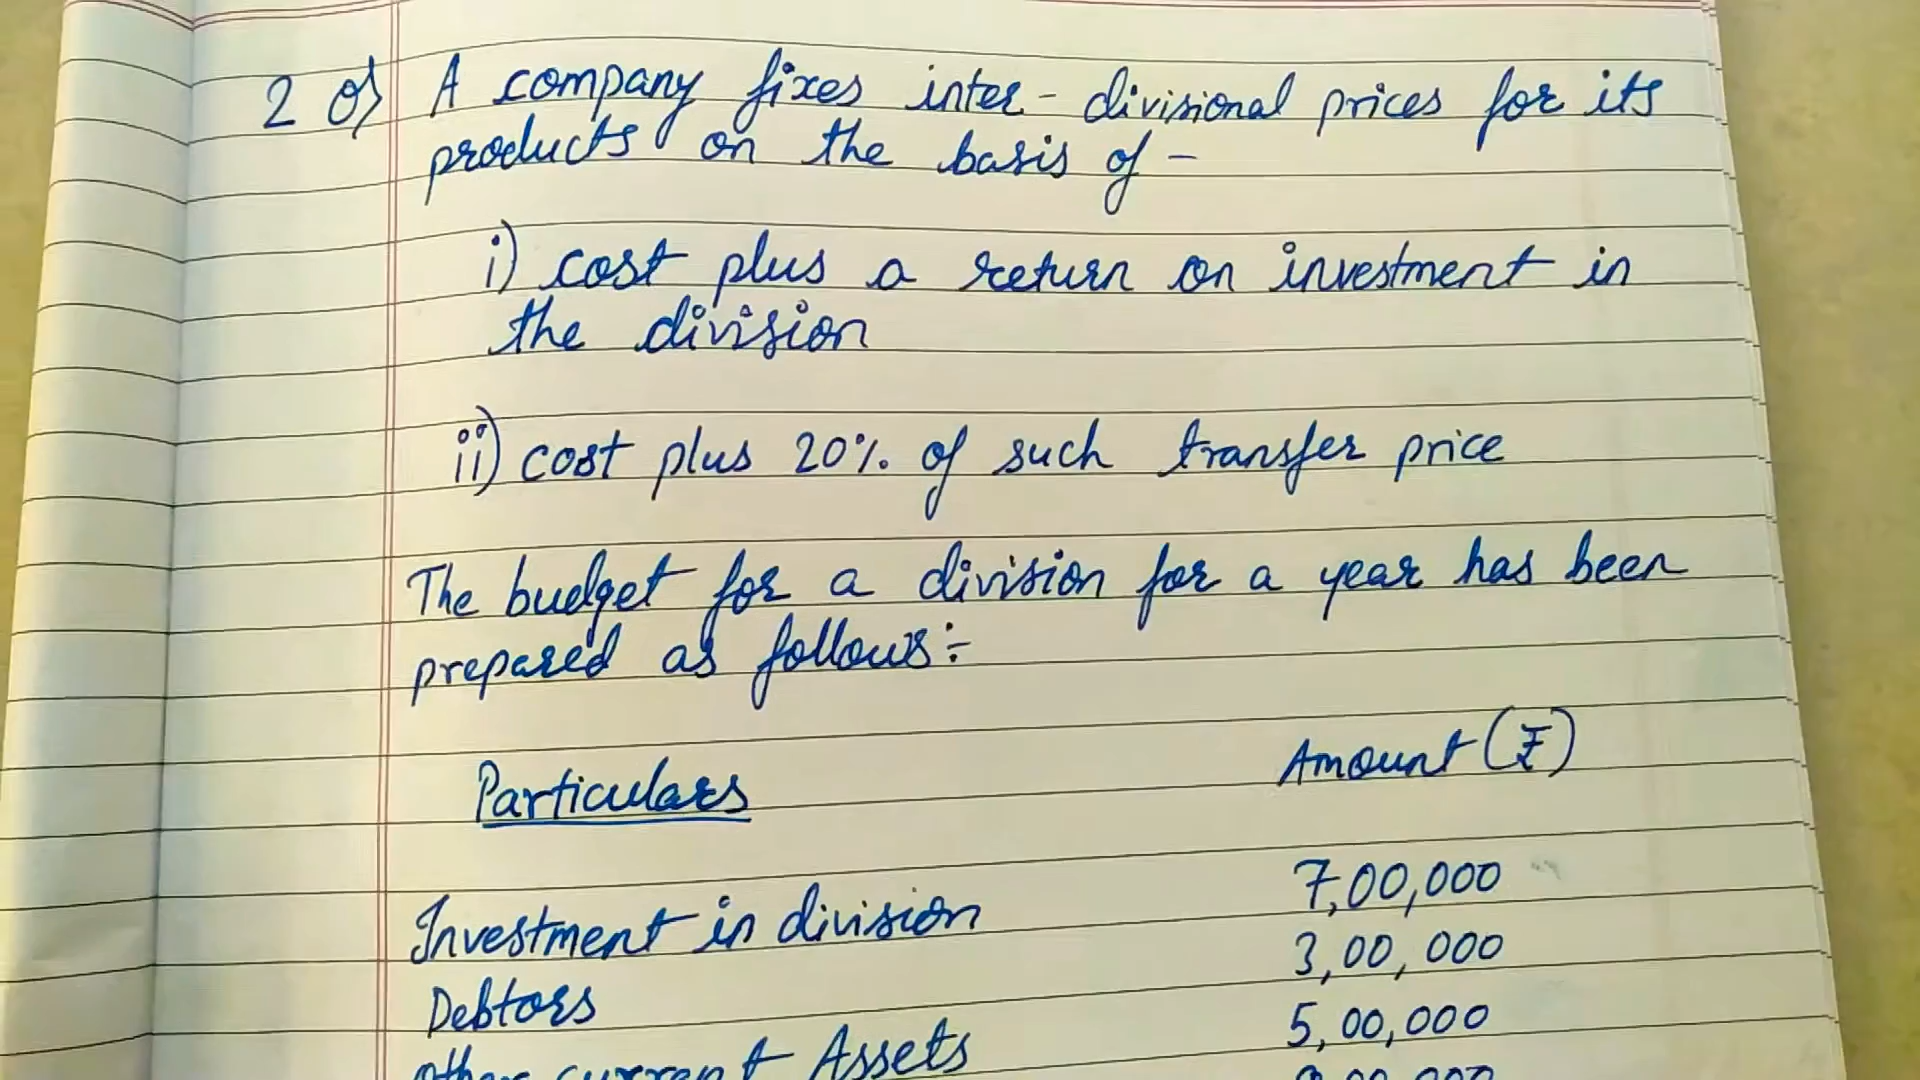 2 Q) A company fixes inter - divisional prices for its
products on the basis of -
i) cost plus a return on investment in
the division
ii) cost plus 20% of such transfer price
The budget for a division for a year has been
prepared as follows :-
Particulars Amount (₹)
Investment in division 7,00,000
Debtors 3,00,000
Other current Assets 5,00,000